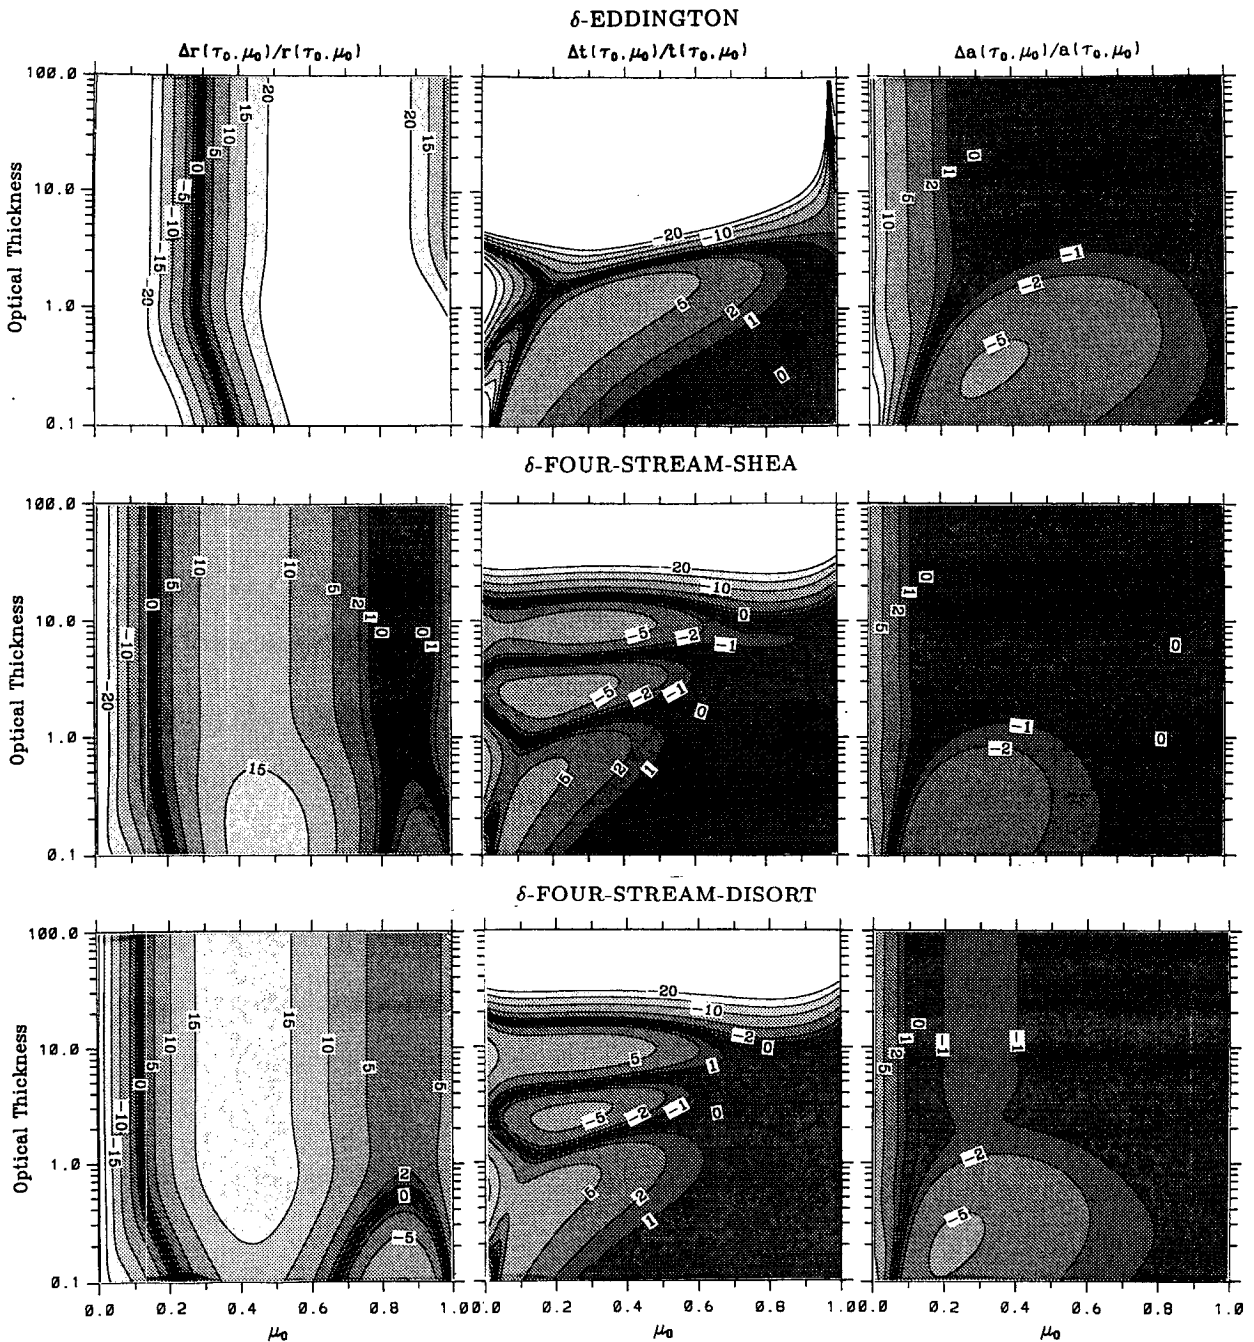 δ-EDDINGTON
Δr(τ₀,μ₀)/r(τ₀,μ₀) Δt(τ₀,μ₀)/t(τ₀,μ₀) Δa(τ₀,μ₀)/a(τ₀,μ₀)
100.0
10.0
1.0
0.1
Optical Thickness
-20 -15 -10 -5 0 5 10 15 20 20 15
-20 -10 5 2 1 0
10 5 2 1 0 -1 -2 -5
δ-FOUR-STREAM-SHEA
100.0
10.0
1.0
0.1
Optical Thickness
-20 -10 0 5 10 10 5 2 1 0 0 1 15
-20 -10 0 -5 -2 -1 -5 -2 -1 0 5 2 1
5 2 1 0 0 -1 -2 0
δ-FOUR-STREAM-DISORT
100.0
10.0
1.0
0.1
Optical Thickness
-15 -10 0 5 10 15 15 10 5 5 2 0 -5
-20 -10 -2 0 5 1 -5 -2 -1 0 5 2 1
5 2 1 0 -1 -1 -2 -5
0.0 0.2 0.4 0.6 0.8 1.0
0.0 0.2 0.4 0.6 0.8 1.0
0.0 0.2 0.4 0.6 0.8 1.0
μ₀ μ₀ μ₀